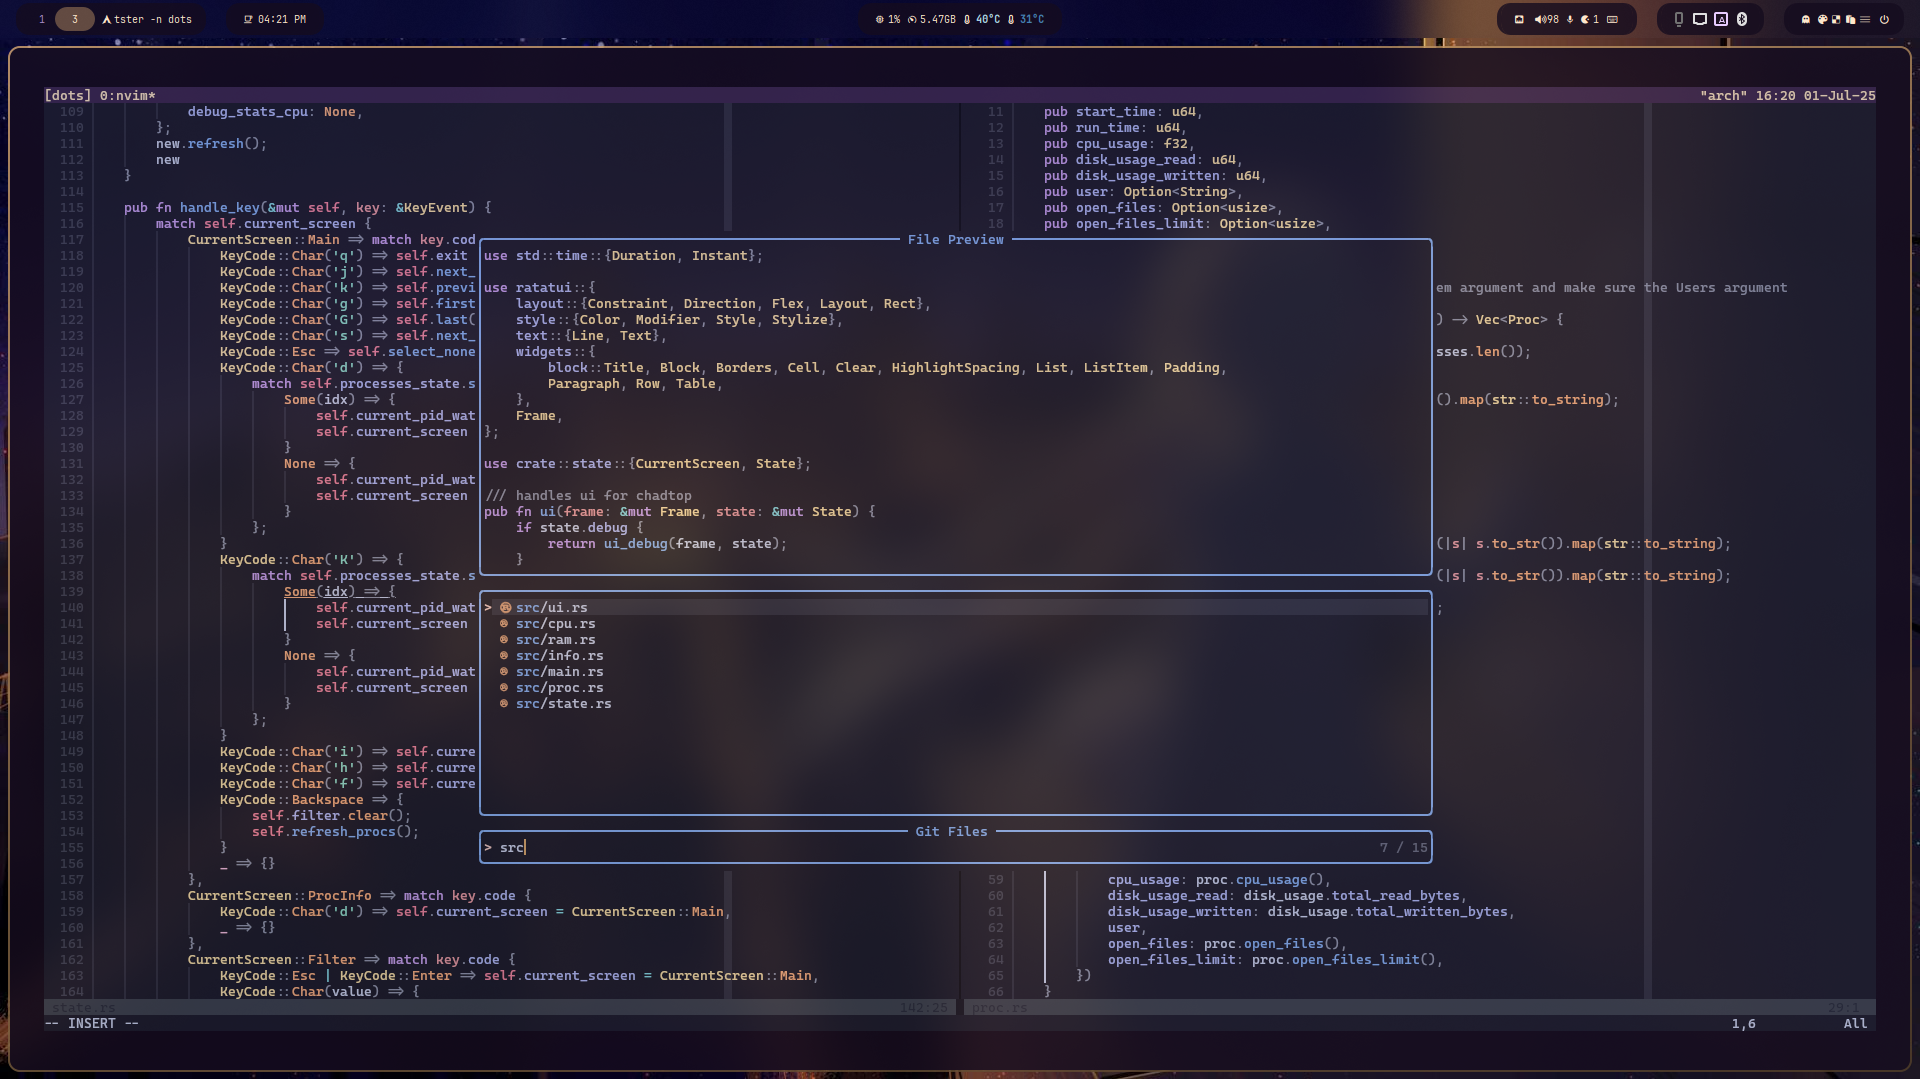 1 3 tster -n dots 04:21 PM 1% 5.47GB 40°C 31°C 98 1
[dots] 0:nvim* "arch" 16:20 01-Jul-25
109 debug_stats_cpu: None,
110 };
111 new.refresh();
112 new
113 }
114
115 pub fn handle_key(&mut self, key: &KeyEvent) {
116 match self.current_screen {
117 CurrentScreen::Main => match key.cod
118 KeyCode::Char('q') => self.exit
119 KeyCode::Char('j') => self.next_
120 KeyCode::Char('k') => self.previ
121 KeyCode::Char('g') => self.first
122 KeyCode::Char('G') => self.last(
123 KeyCode::Char('s') => self.next_
124 KeyCode::Esc => self.select_none
125 KeyCode::Char('d') => {
126 match self.processes_state.s
127 Some(idx) => {
128 self.current_pid_wat
129 self.current_screen
130 }
131 None => {
132 self.current_pid_wat
133 self.current_screen
134 }
135 };
136 }
137 KeyCode::Char('K') => {
138 match self.processes_state.s
139 Some(idx) => {
140 self.current_pid_wat
141 self.current_screen
142 }
143 None => {
144 self.current_pid_wat
145 self.current_screen
146 }
147 };
148 }
149 KeyCode::Char('i') => self.curre
150 KeyCode::Char('h') => self.curre
151 KeyCode::Char('f') => self.curre
152 KeyCode::Backspace => {
153 self.filter.clear();
154 self.refresh_procs();
155 }
156 _ => {}
157 },
158 CurrentScreen::ProcInfo => match key.code {
159 KeyCode::Char('d') => self.current_screen = CurrentScreen::Main,
160 _ => {}
161 },
162 CurrentScreen::Filter => match key.code {
163 KeyCode::Esc | KeyCode::Enter => self.current_screen = CurrentScreen::Main,
164 KeyCode::Char(value) => {
state.rs 142:25
11 pub start_time: u64,
12 pub run_time: u64,
13 pub cpu_usage: f32,
14 pub disk_usage_read: u64,
15 pub disk_usage_written: u64,
16 pub user: Option<String>,
17 pub open_files: Option<usize>,
18 pub open_files_limit: Option<usize>,
em argument and make sure the Users argument
) -> Vec<Proc> {
sses.len());
().map(str::to_string);
(|s| s.to_str()).map(str::to_string);
(|s| s.to_str()).map(str::to_string);
;
59 cpu_usage: proc.cpu_usage(),
60 disk_usage_read: disk_usage.total_read_bytes,
61 disk_usage_written: disk_usage.total_written_bytes,
62 user,
63 open_files: proc.open_files(),
64 open_files_limit: proc.open_files_limit(),
65 })
66 }
proc.rs 29:1
File Preview
use std::time::{Duration, Instant};
use ratatui::{
layout::{Constraint, Direction, Flex, Layout, Rect},
style::{Color, Modifier, Style, Stylize},
text::{Line, Text},
widgets::{
block::Title, Block, Borders, Cell, Clear, HighlightSpacing, List, ListItem, Padding,
Paragraph, Row, Table,
},
Frame,
};
use crate::state::{CurrentScreen, State};
/// handles ui for chadtop
pub fn ui(frame: &mut Frame, state: &mut State) {
if state.debug {
return ui_debug(frame, state);
}
> src/ui.rs
src/cpu.rs
src/ram.rs
src/info.rs
src/main.rs
src/proc.rs
src/state.rs
Git Files
> src 7 / 15
-- INSERT -- 1,6 All